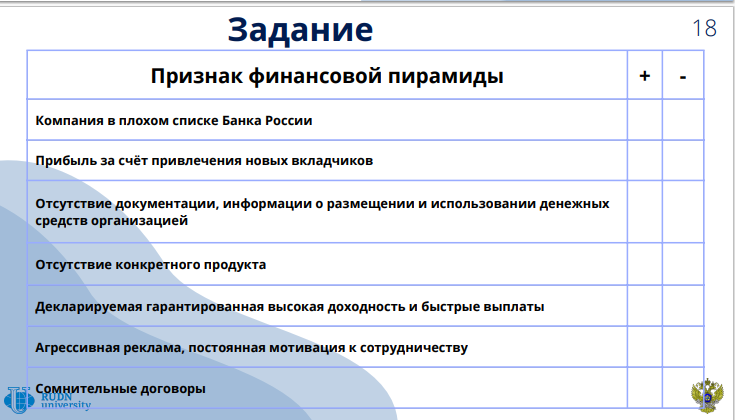 Задание
18
Признак финансовой пирамиды + -
Компания в плохом списке Банка России
Прибыль за счёт привлечения новых вкладчиков
Отсутствие документации, информации о размещении и использовании денежных
средств организацией
Отсутствие конкретного продукта
Декларируемая гарантированная высокая доходность и быстрые выплаты
Агрессивная реклама, постоянная мотивация к сотрудничеству
Сомнительные договоры
RUDN
university